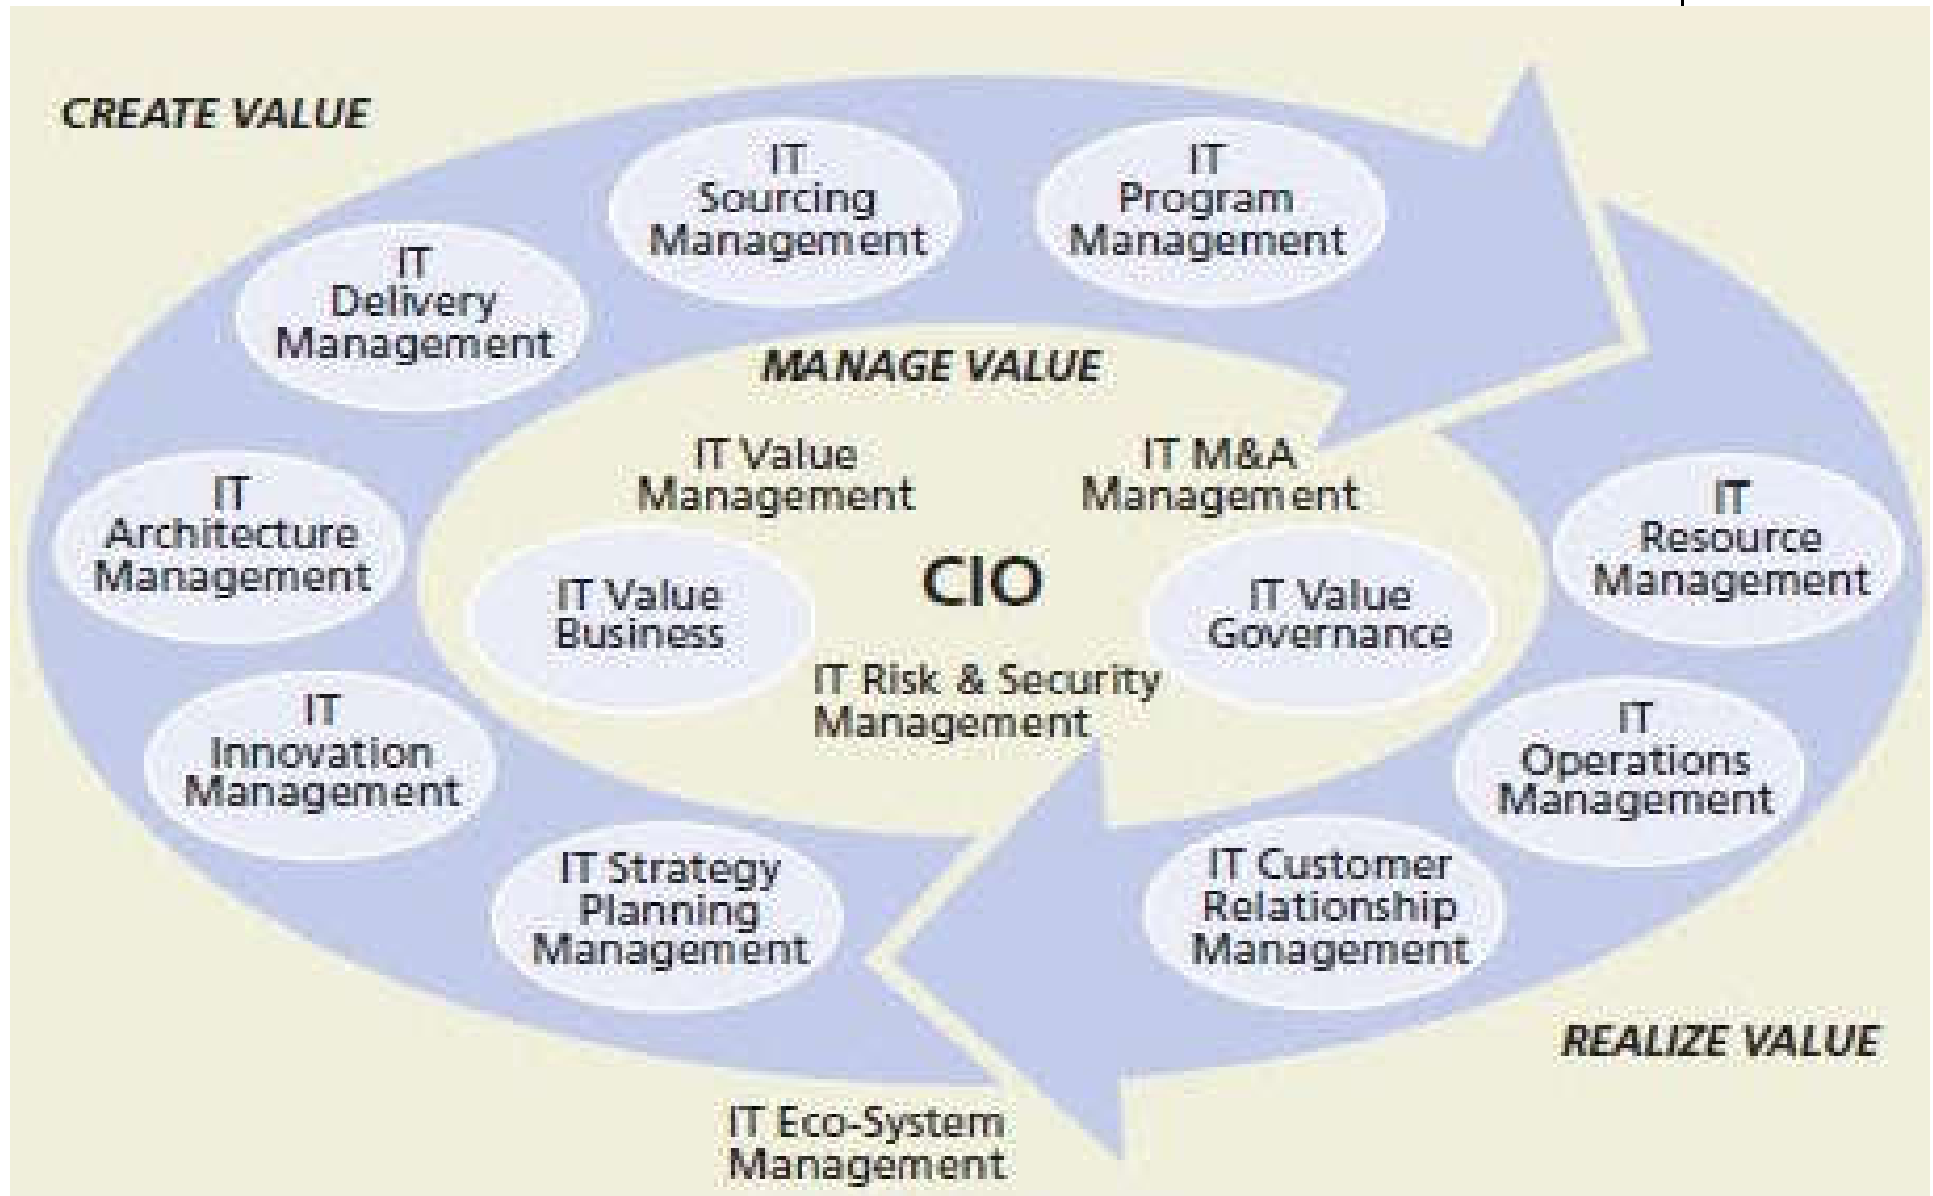 CREATE VALUE
IT
Sourcing
Management
IT
Program
Management
IT
Delivery
Management
MANAGE VALUE
IT Value
Management
IT M&A
Management
IT
Architecture
Management
IT
Resource
Management
CIO
IT Value
Business
IT Value
Governance
IT Risk & Security
Management
IT
Innovation
Management
IT
Operations
Management
IT Strategy
Planning
Management
IT Customer
Relationship
Management
REALIZE VALUE
IT Eco-System
Management